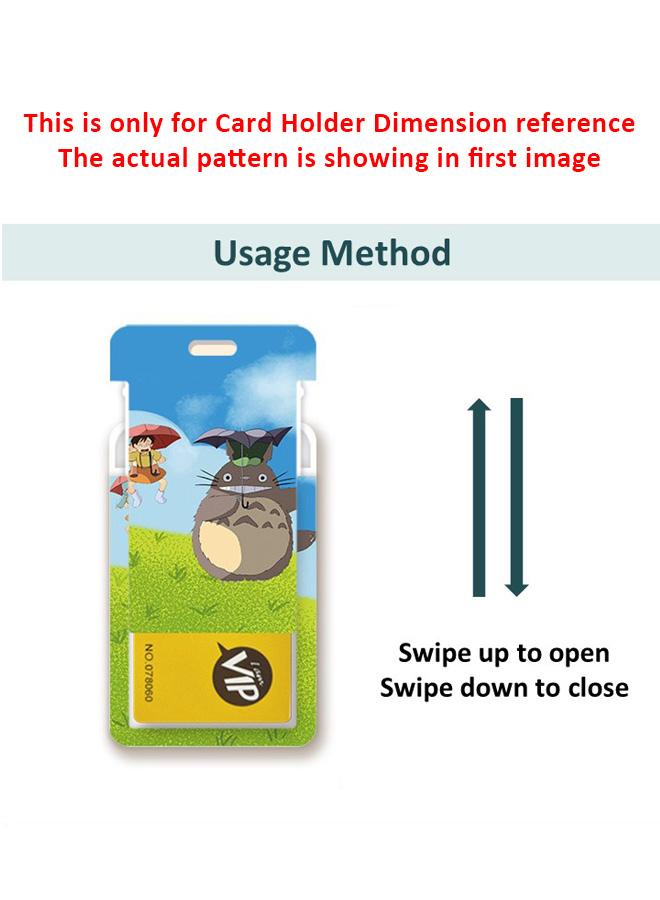 This is only for Card Holder Dimension reference
The actual pattern is showing in first image
Usage Method
I am
VIP
NO.078060
Swipe up to open
Swipe down to close